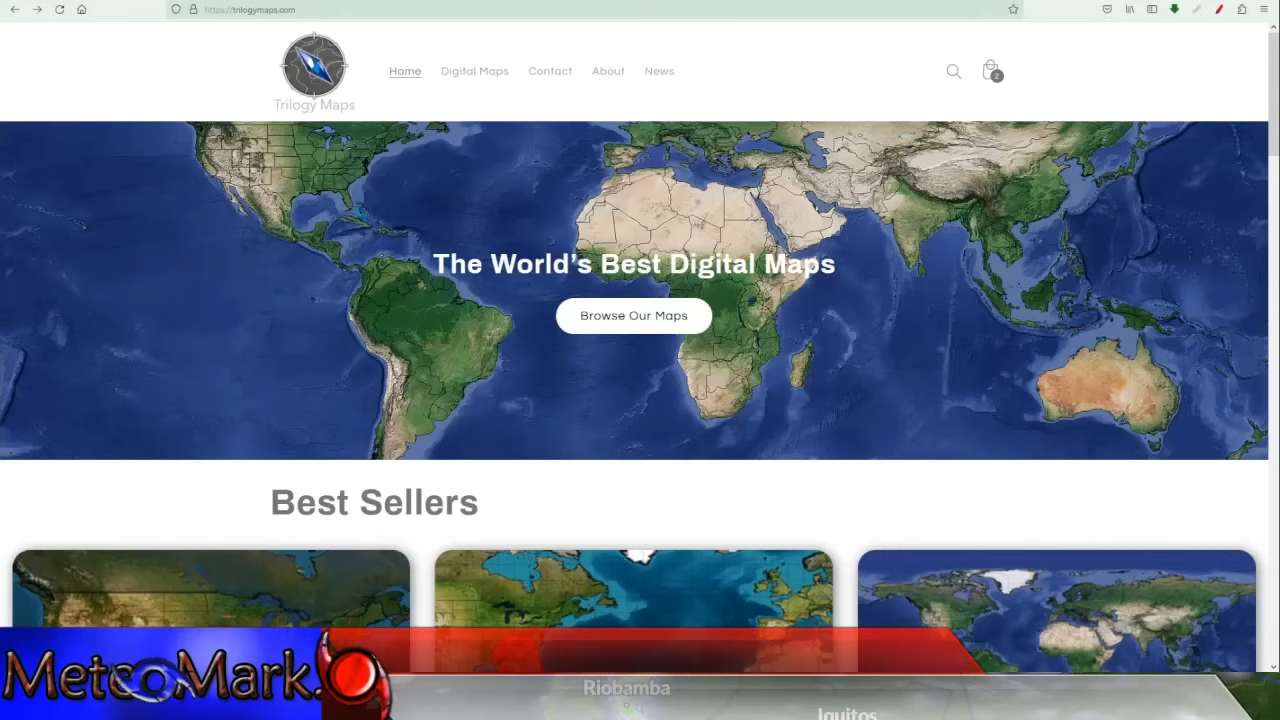 https://trilogymaps.com
Trilogy Maps
Home
Digital Maps
Contact
About
News
2
The World's Best Digital Maps
Browse Our Maps
Best Sellers
MeteoMark.
Riobamba
Iquitos